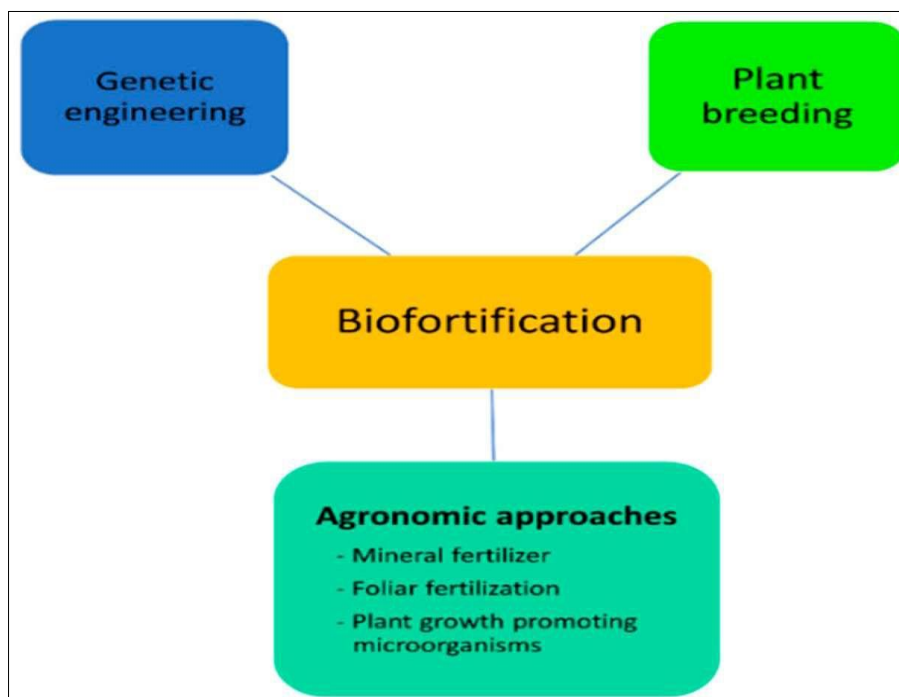 Genetic
engineering
Plant
breeding
Biofortification
Agronomic approaches
- Mineral fertilizer
- Foliar fertilization
- Plant growth promoting
microorganisms